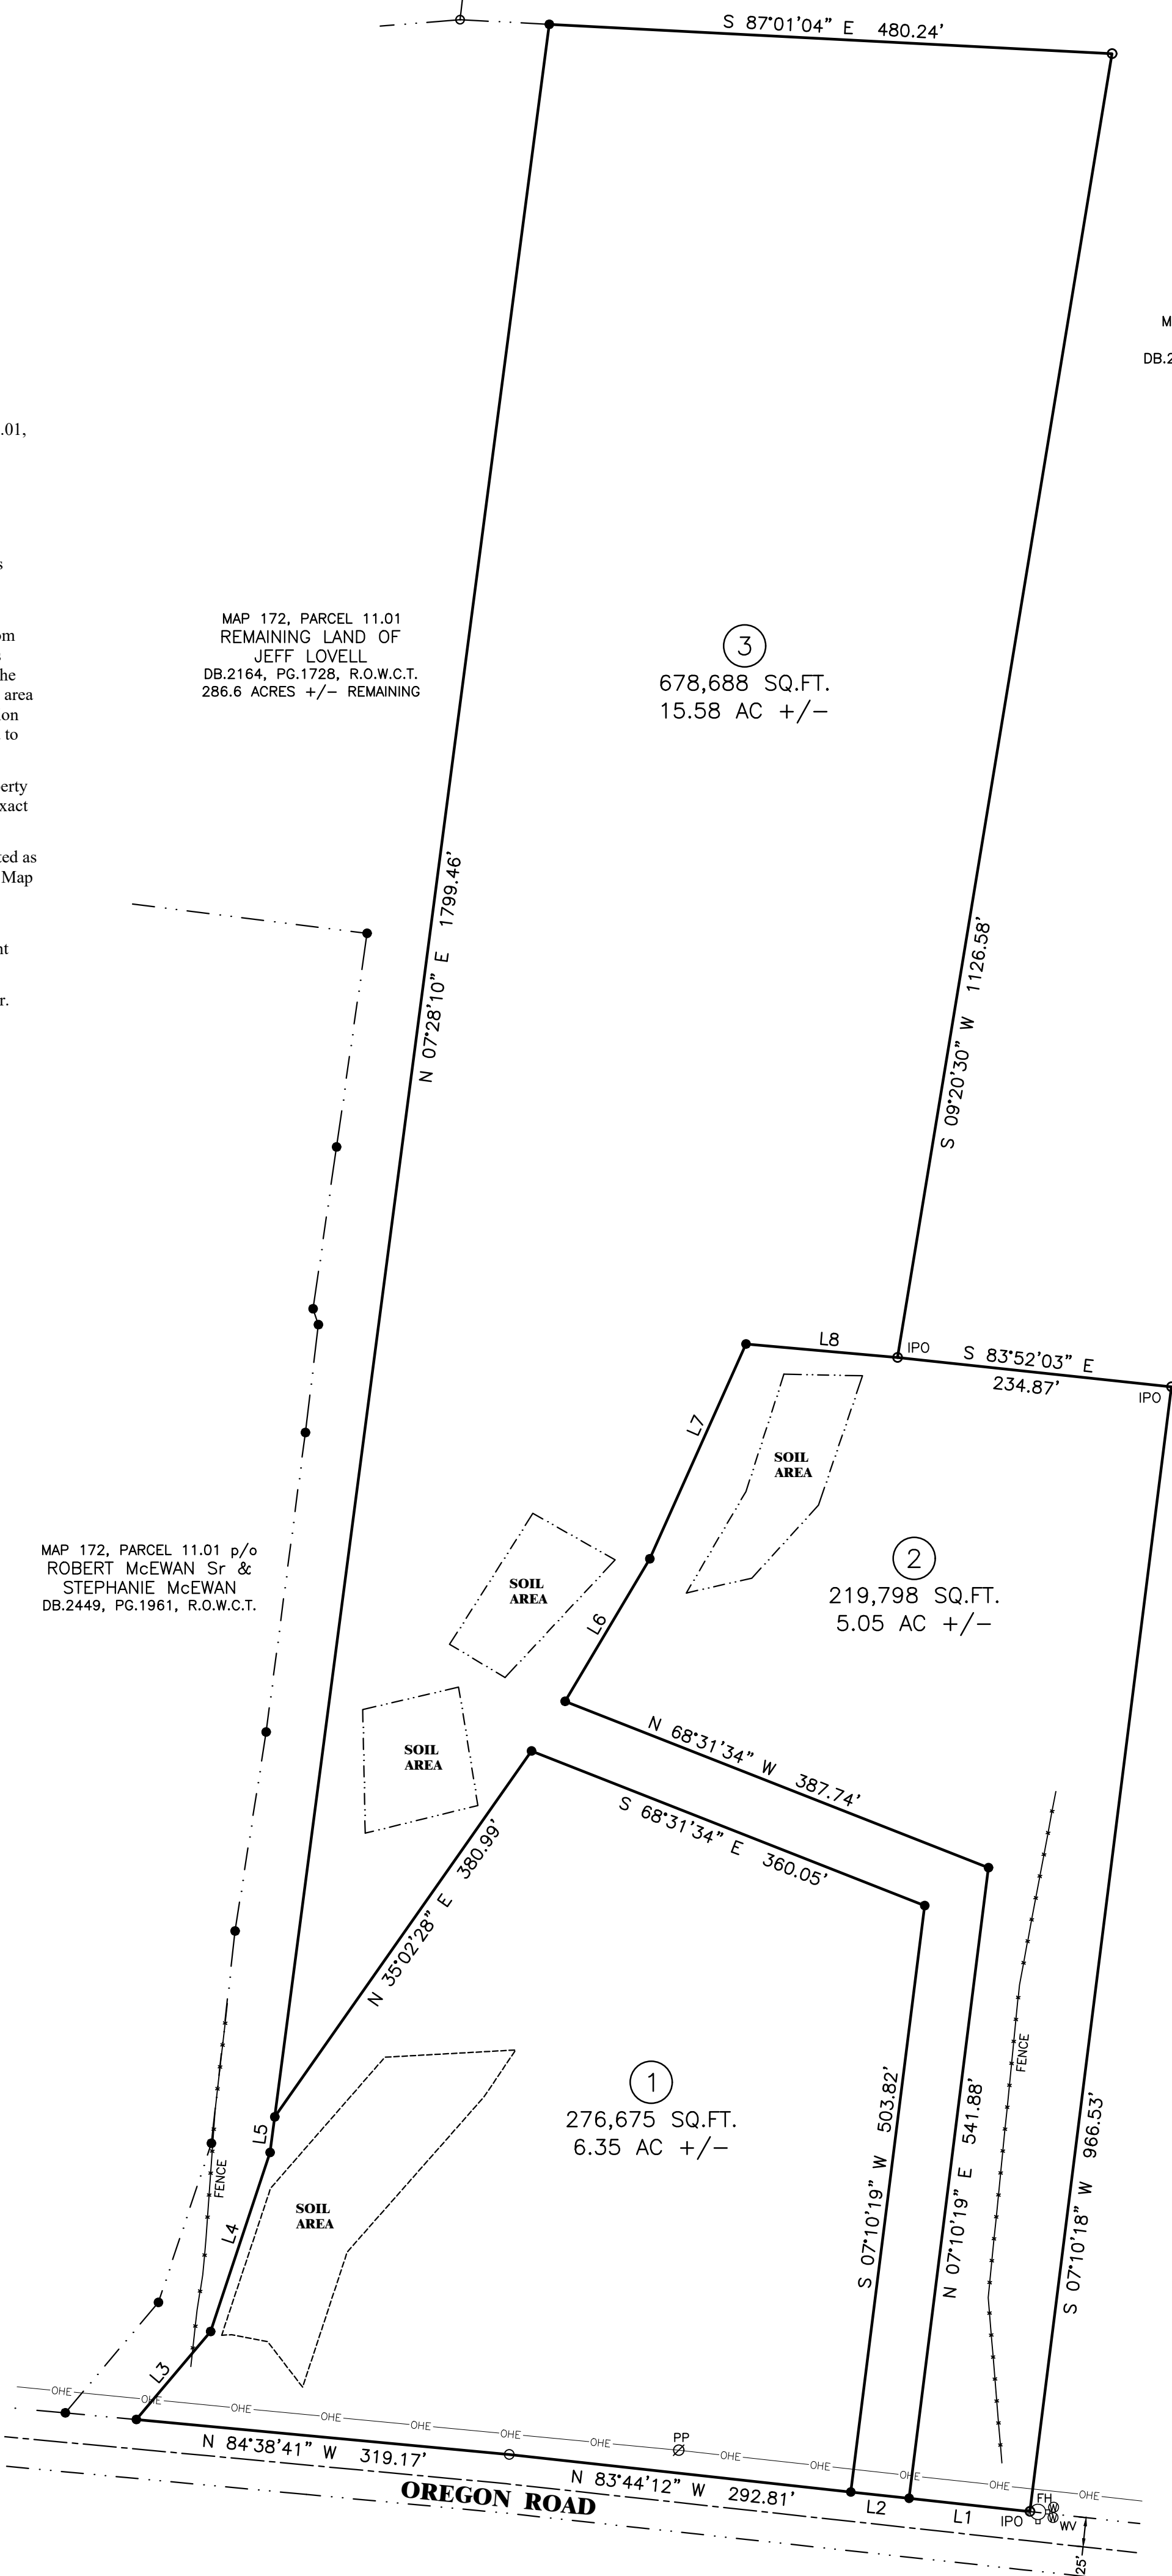 S 87°01'04" E 480.24'
M
DB.2
.01,
s
om
s
he
area
ion
to
erty
xact
ted as
Map
nt
r.
MAP 172, PARCEL 11.01
REMAINING LAND OF
JEFF LOVELL
DB.2164, PG.1728, R.O.W.C.T.
286.6 ACRES +/- REMAINING
3
678,688 SQ.FT.
15.58 AC +/-
N 07°28'10" E 1799.46'
S 09°20'30" W 1126.58'
L8
IPO
S 83°52'03" E
234.87'
IPO
L7
SOIL
AREA
MAP 172, PARCEL 11.01 p/o
ROBERT McEWAN Sr &
STEPHANIE McEWAN
DB.2449, PG.1961, R.O.W.C.T.
2
219,798 SQ.FT.
5.05 AC +/-
SOIL
AREA
L6
N 68°31'34" W 387.74'
SOIL
AREA
S 68°31'34" E 360.05'
N 35°02'28" E 380.99'
FENCE
1
276,675 SQ.FT.
6.35 AC +/-
S 07°10'19" W 503.82'
N 07°10'19" E 541.88'
S 07°10'18" W 966.53'
L5
FENCE
SOIL
AREA
L4
L3
OHE
OHE
OHE
OHE
OHE
OHE
OHE
PP
OHE
OHE
OHE
OHE
OHE
N 84°38'41" W 319.17'
N 83°44'12" W 292.81'
OREGON ROAD
L2
L1
IPO
FH
W
W
WV
25'